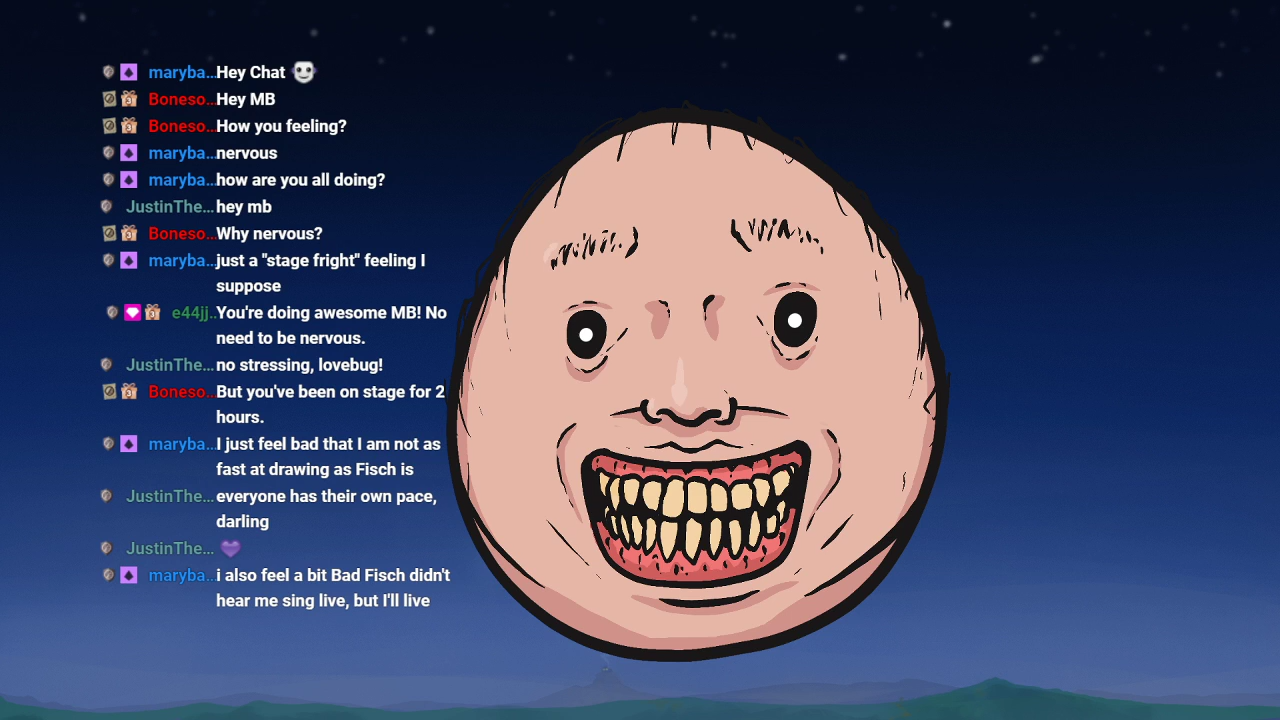 maryba...Hey Chat
Boneso...Hey MB
Boneso...How you feeling?
maryba...nervous
maryba...how are you all doing?
JustinThe...hey mb
Boneso...Why nervous?
maryba...just a "stage fright" feeling I
suppose
e44jj...You're doing awesome MB! No
need to be nervous.
JustinThe...no stressing, lovebug!
Boneso...But you've been on stage for 2
hours.
maryba...I just feel bad that I am not as
fast at drawing as Fisch is
JustinThe...everyone has their own pace,
darling
JustinThe...
maryba...i also feel a bit Bad Fisch didn't
hear me sing live, but I'll live